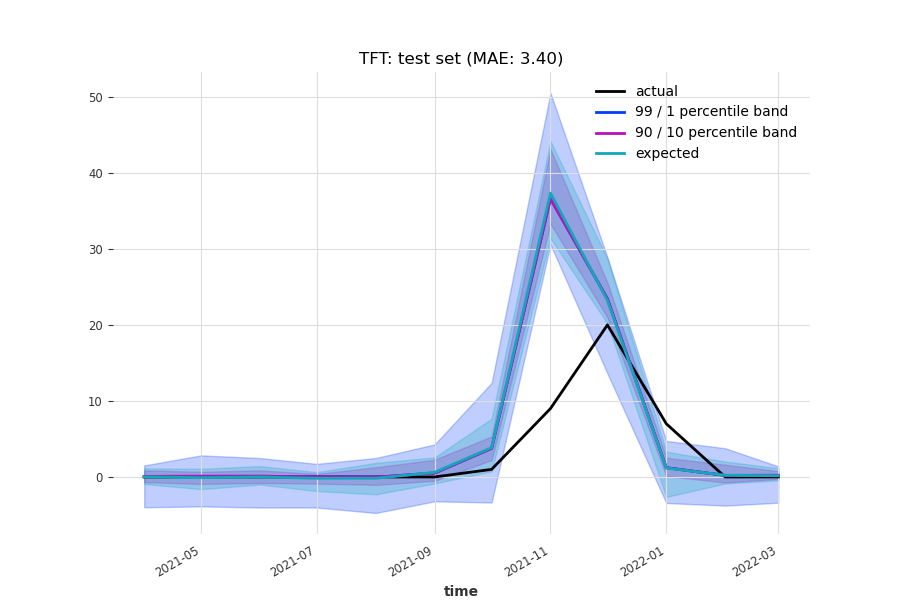 TFT: test set (MAE: 3.40)
actual
99 / 1 percentile band
90 / 10 percentile band
expected
50
40
30
20
10
0
2021-05
2021-07
2021-09
2021-11
2022-01
2022-03
time